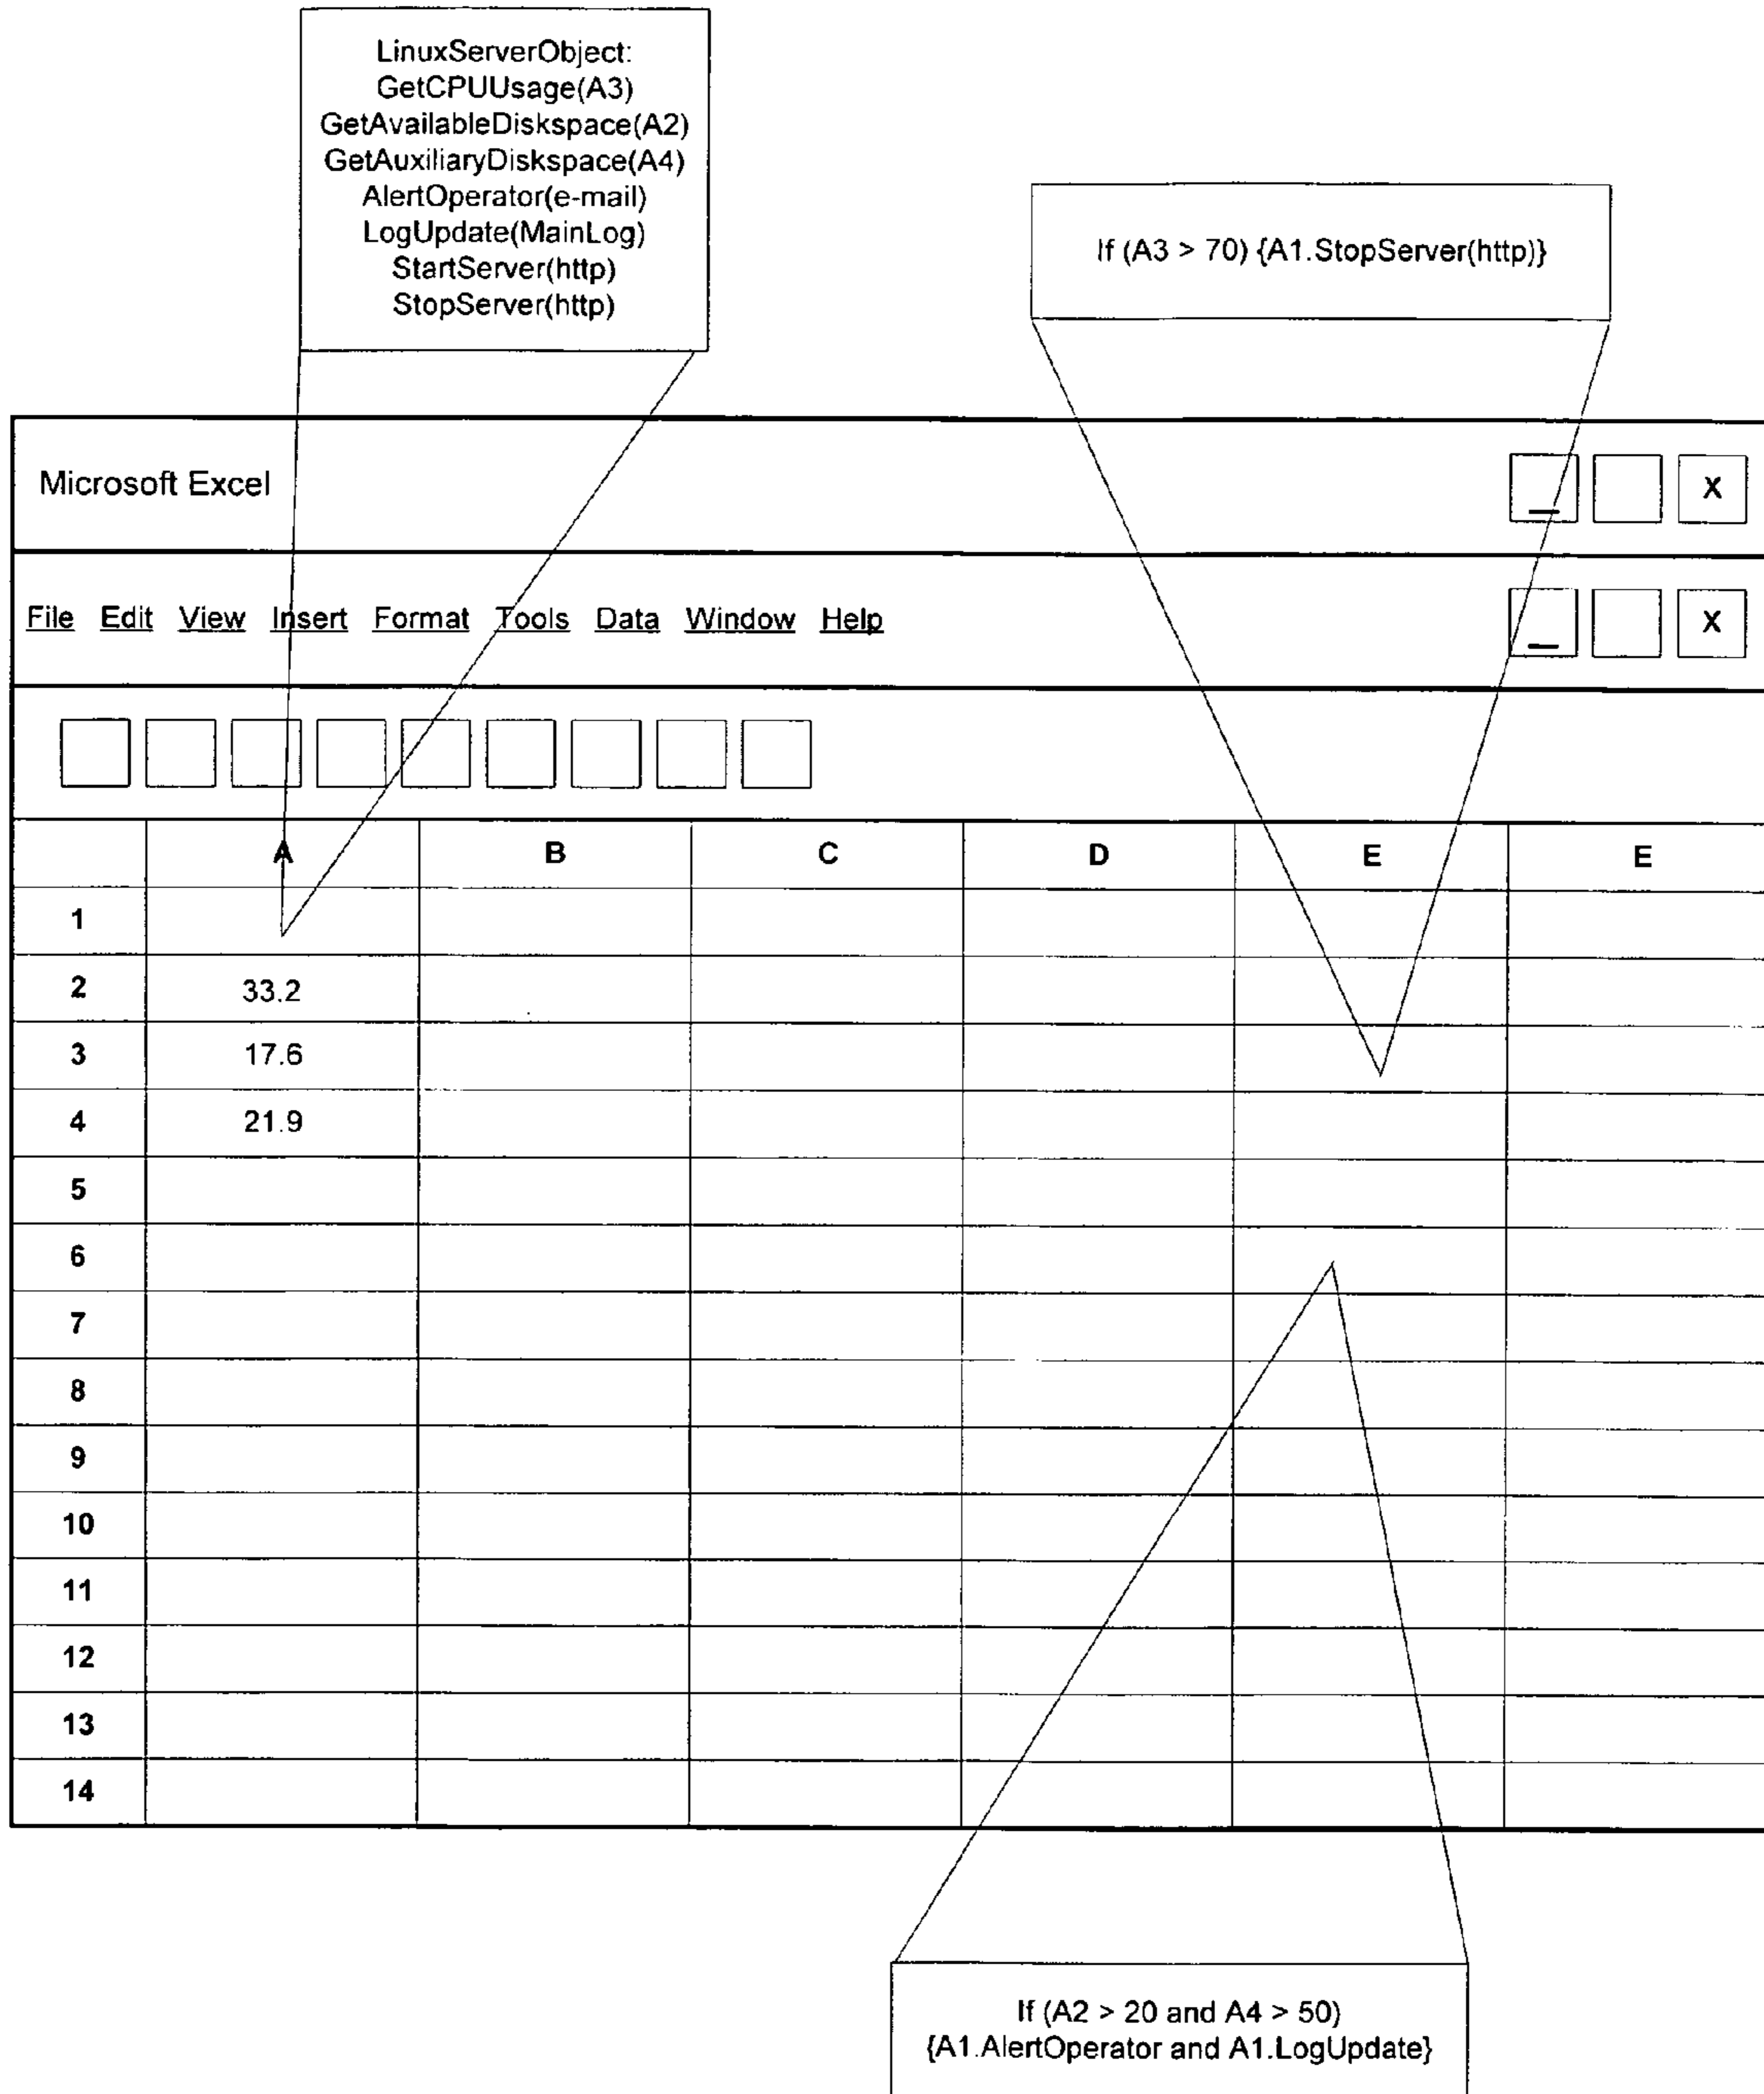 LinuxServerObject:
GetCPUUsage(A3)
GetAvailableDiskspace(A2)
GetAuxiliaryDiskspace(A4)
AlertOperator(e-mail)
LogUpdate(MainLog)
StartServer(http)
StopServer(http)
If (A3 > 70) {A1.StopServer(http)}
Microsoft Excel
_ X
File Edit View Insert Format Tools Data Window Help
_ X
A B C D E E
1
2 33.2
3 17.6
4 21.9
5
6
7
8
9
10
11
12
13
14
If (A2 > 20 and A4 > 50)
{A1.AlertOperator and A1.LogUpdate}